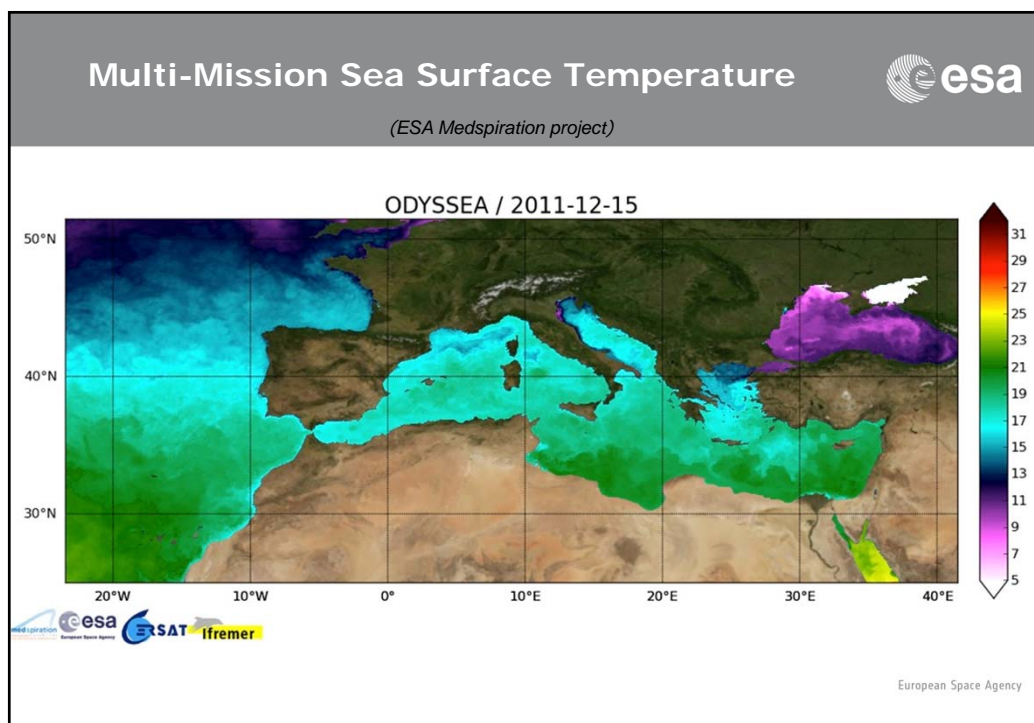 Multi-Mission Sea Surface Temperature
esa
(ESA Medspiration project)
ODYSSEA / 2011-12-15
50°N
40°N
30°N
20°W
10°W
0°
10°E
20°E
30°E
40°E
31
29
27
25
23
21
19
17
15
13
11
9
7
5
medspiration
esa
European Space Agency
CERSAT
Ifremer
European Space Agency